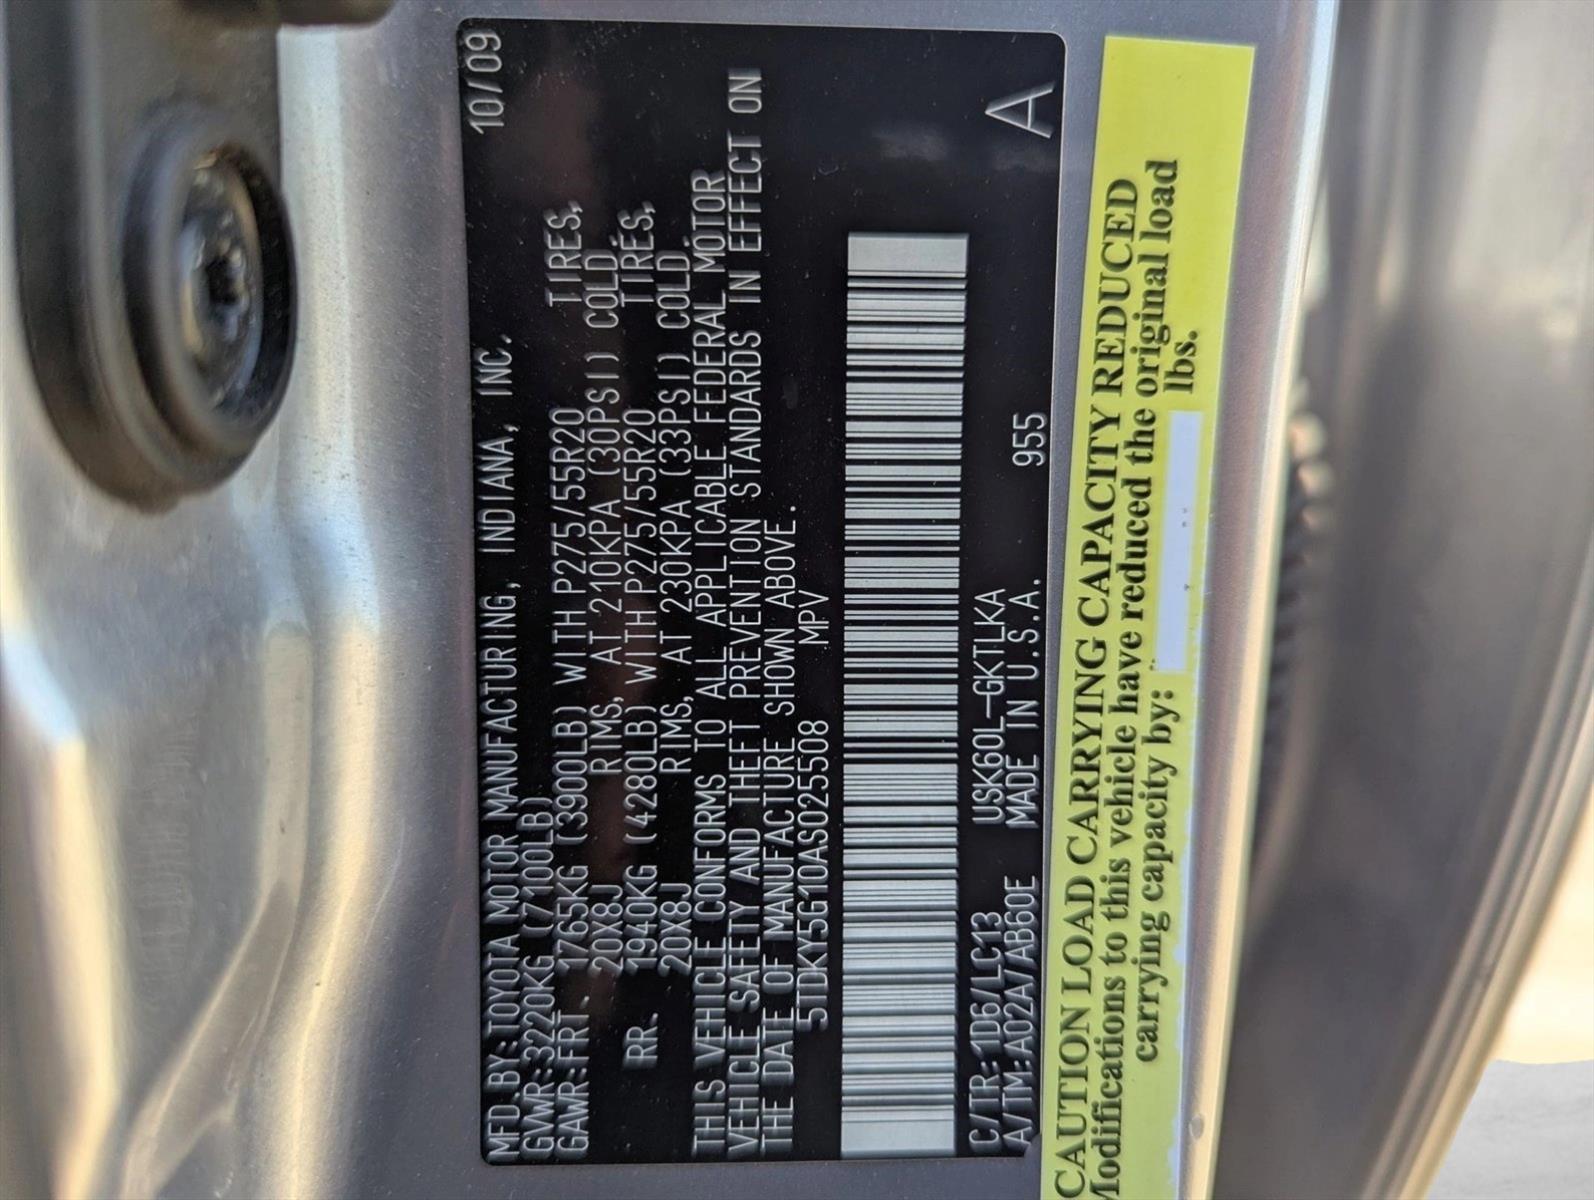 MFD.BY:TOYOTA MOTOR MANUFACTURING, INDIANA, INC. 10/09
GVWR:3220KG (7100LB)
GAWR:FRT. 1765KG (3900LB) WITH P275/55R20 TIRES,
20X8J RIMS, AT 210KPA (30PSI) COLD
RR. 1940KG (4280LB) WITH P275/55R20 TIRES,
20X8J RIMS, AT 230KPA (33PSI) COLD.
THIS VEHICLE CONFORMS TO ALL APPLICABLE FEDERAL MOTOR
VEHICLE SAFETY AND THEFT PREVENTION STANDARDS IN EFFECT ON
THE DATE OF MANUFACTURE SHOWN ABOVE.
5TDKY5G10AS025508 MPV
C/TR:1D6/LC13 USK60L-GKTLKA
A/TM:A02A/AB60E MADE IN U.S.A. 955 A
CAUTION LOAD CARRYING CAPACITY REDUCED
Modifications to this vehicle have reduced the original load
carrying capacity by: lbs.